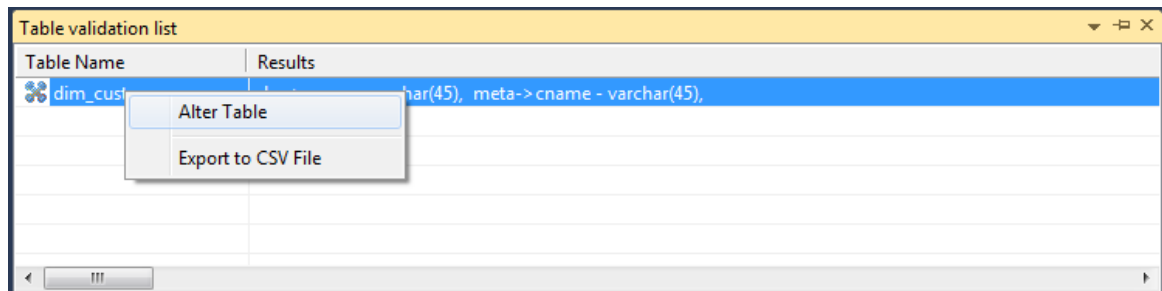 Table validation list
Table Name Results
dim_cust har(45), meta->cname - varchar(45),
Alter Table
Export to CSV File